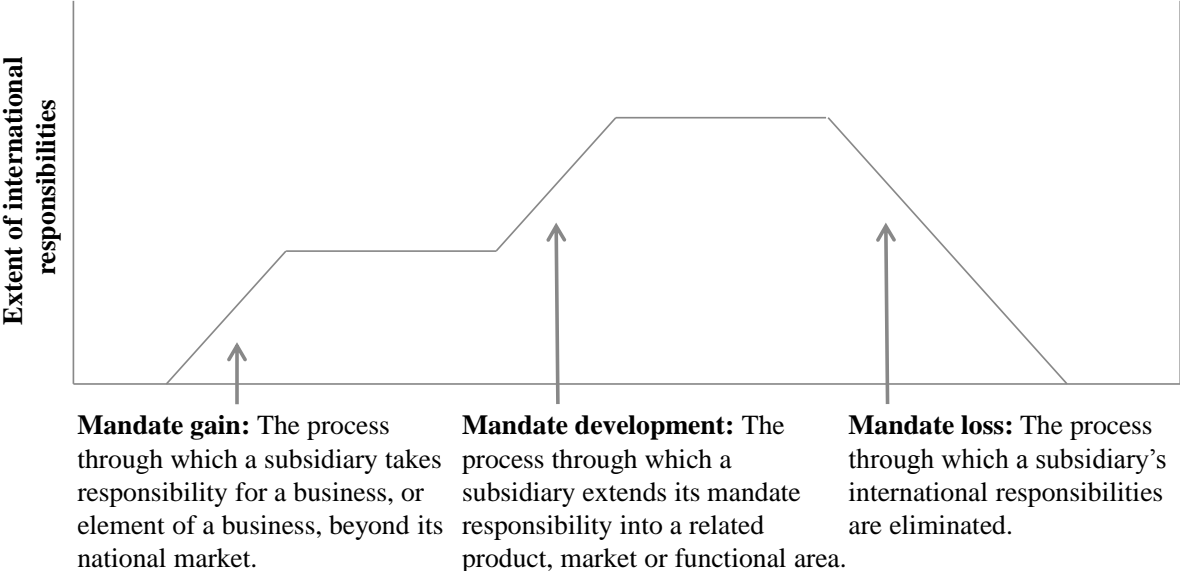 Extent of international
responsibilities
Mandate gain: The process
through which a subsidiary takes
responsibility for a business, or
element of a business, beyond its
national market.
Mandate development: The
process through which a
subsidiary extends its mandate
responsibility into a related
product, market or functional area.
Mandate loss: The process
through which a subsidiary’s
international responsibilities
are eliminated.